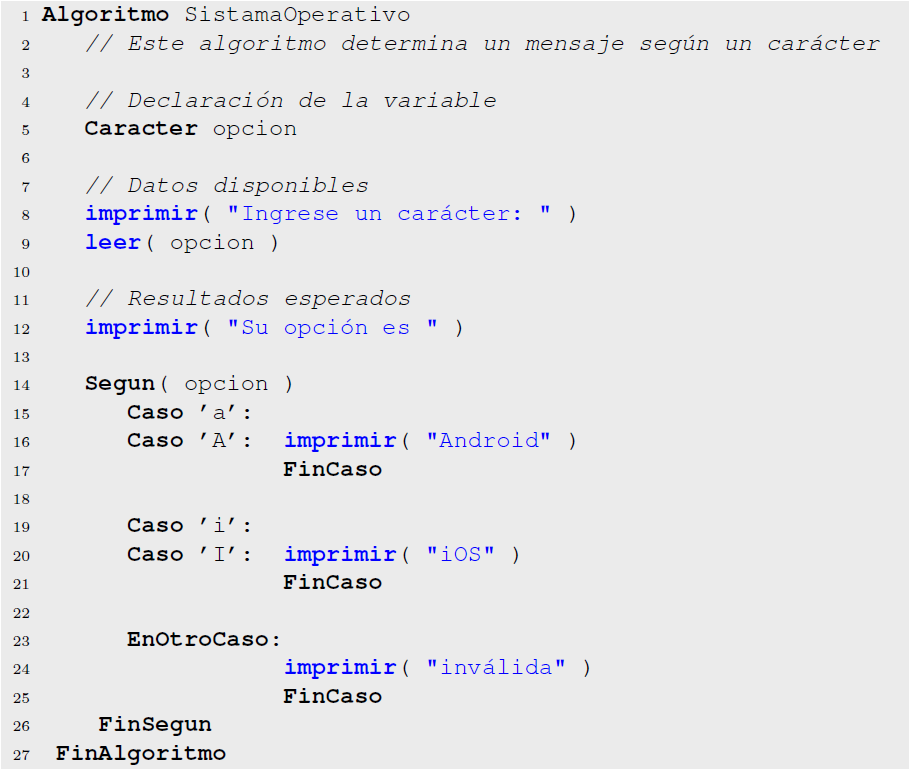 1 Algoritmo SistamaOperativo
2 // Este algoritmo determina un mensaje según un carácter
3
4 // Declaración de la variable
5 Caracter opcion
6
7 // Datos disponibles
8 imprimir( "Ingrese un carácter: " )
9 leer( opcion )
10
11 // Resultados esperados
12 imprimir( "Su opción es " )
13
14 Segun( opcion )
15 Caso 'a':
16 Caso 'A': imprimir( "Android" )
17 FinCaso
18
19 Caso 'i':
20 Caso 'I': imprimir( "iOS" )
21 FinCaso
22
23 EnOtroCaso:
24 imprimir( "inválida" )
25 FinCaso
26 FinSegun
27 FinAlgoritmo